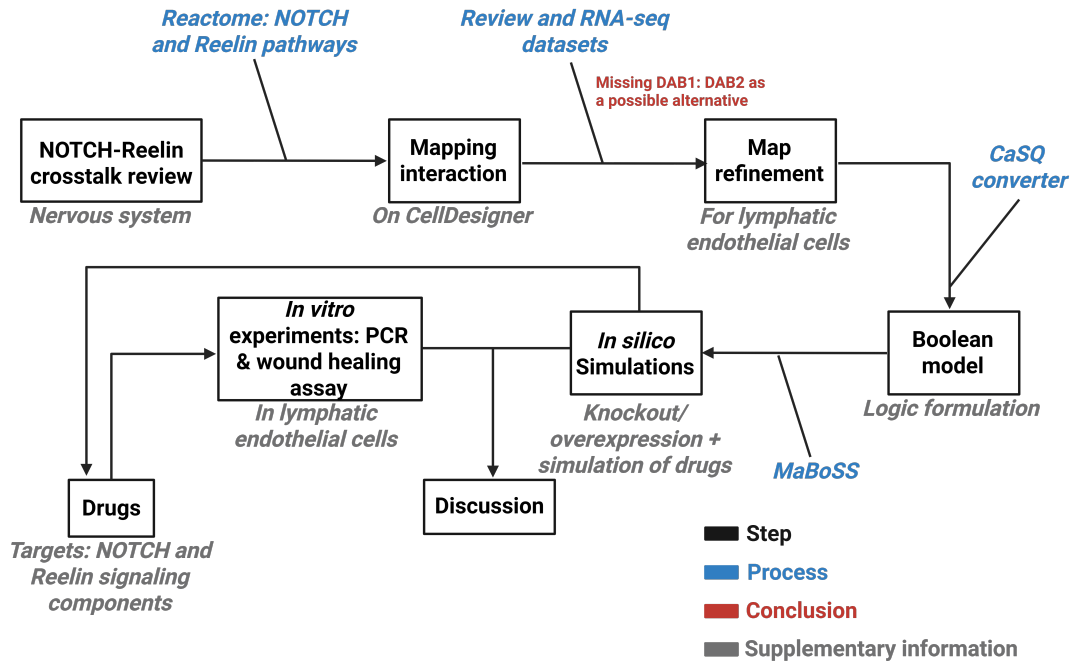 Reactome: NOTCH
and Reelin pathways
Review and RNA-seq
datasets
Missing DAB1: DAB2 as
a possible alternative
NOTCH-Reelin
crosstalk review
Nervous system
Mapping
interaction
On CellDesigner
Map
refinement
For lymphatic
endothelial cells
CaSQ
converter
Boolean
model
Logic formulation
MaBoSS
In silico
Simulations
Knockout/
overexpression +
simulation of drugs
In vitro
experiments: PCR
& wound healing
assay
In lymphatic
endothelial cells
Drugs
Targets: NOTCH and
Reelin signaling
components
Discussion
Step
Process
Conclusion
Supplementary information